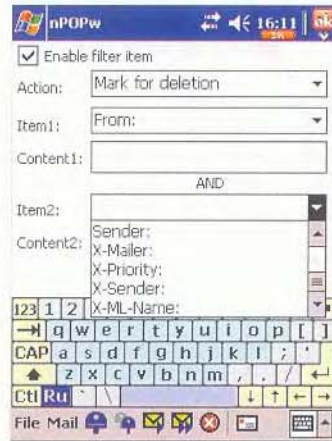 nPOPw 16:11 ok
Enable filter item
Action: Mark for deletion
Item1: From:
Content1:
AND
Item2:
Sender:
Content2:
X-Mailer:
X-Priority:
X-Sender:
X-ML-Name:
123 1 2
q w e r t y u i o p [ ]
CAP a s d f g h j k l ; '
z x c v b n m , . /
Ctl Ru ` \
File Mail